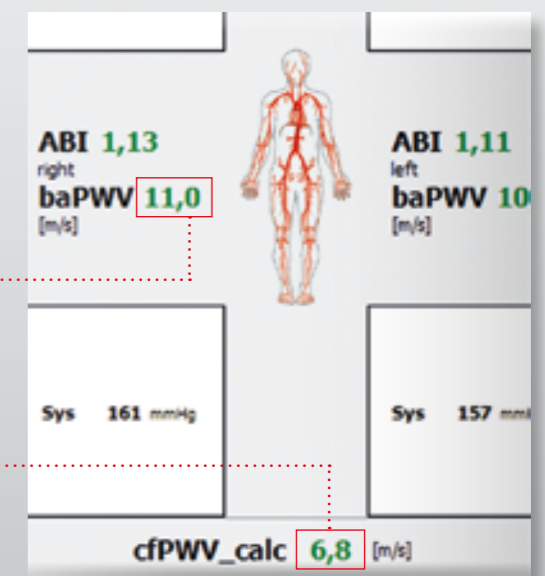 ABI 1,13
right
baPWV 11,0
[m/s]
ABI 1,11
left
baPWV
[m/s]
Sys 161 mmHg
Sys 157
cfPWV_calc 6,8 [m/s]